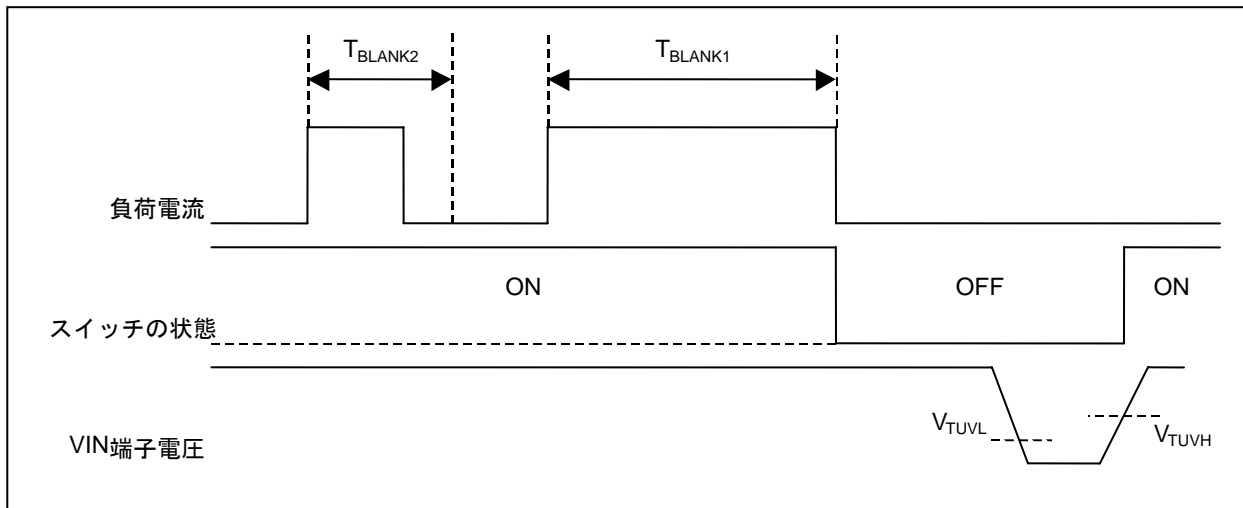 TBLANK2
TBLANK1
負荷電流
ON
OFF
ON
スイッチの状態
VTUVL
VTUVH
VIN端子電圧